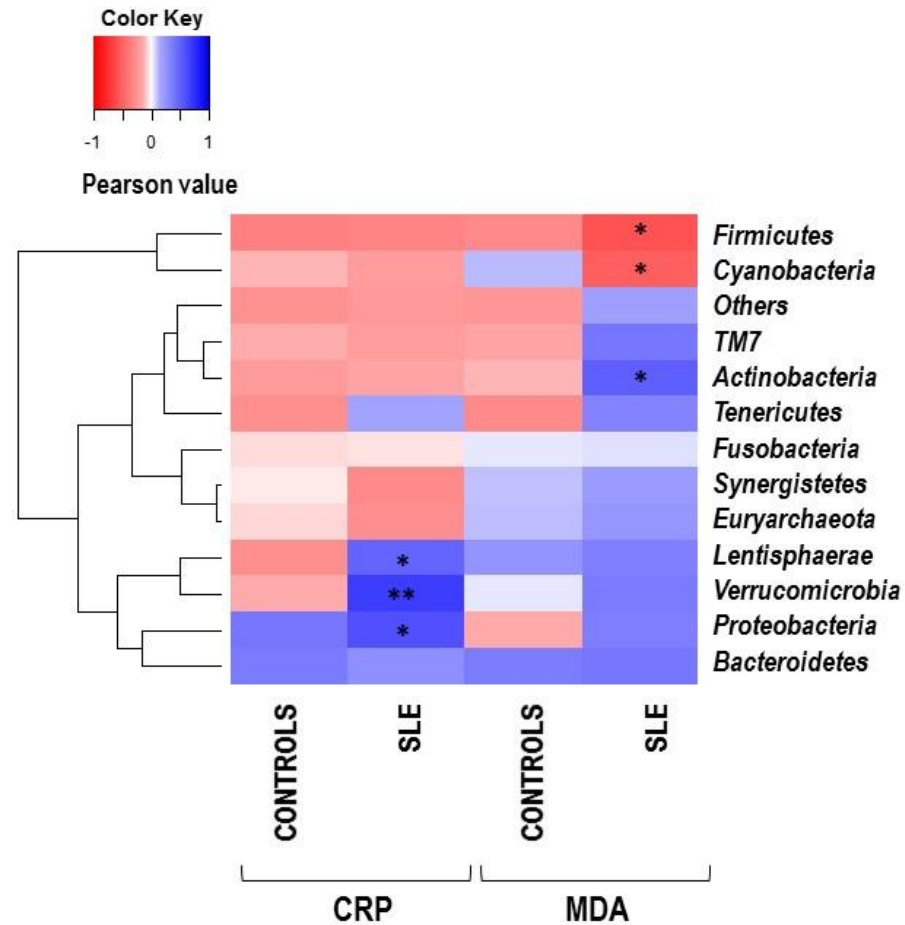 Color Key
-1 0 1
Pearson value
* Firmicutes
* Cyanobacteria
Others
TM7
* Actinobacteria
Tenericutes
Fusobacteria
Synergistetes
Euryarchaeota
* Lentisphaerae
** Verrucomicrobia
* Proteobacteria
Bacteroidetes
CONTROLS SLE CONTROLS SLE
CRP MDA